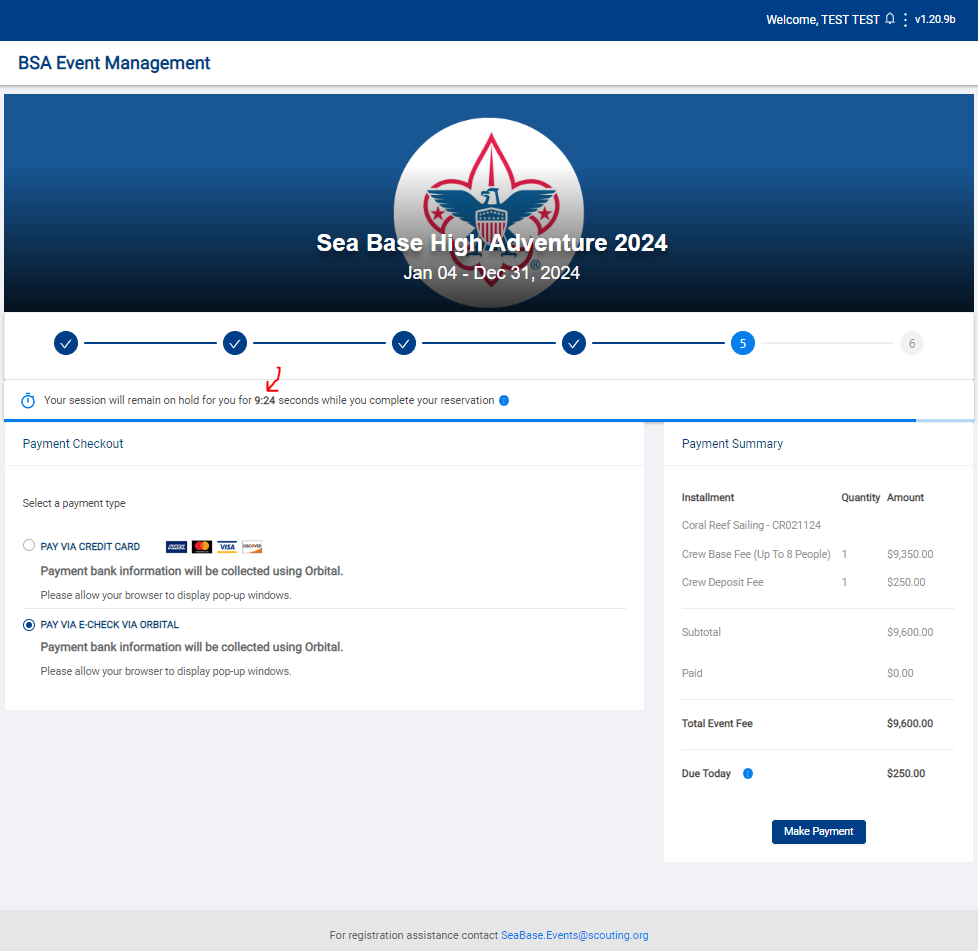 Welcome, TEST TEST v1.20.9b
BSA Event Management
Sea Base High Adventure 2024
®
Jan 04 - Dec 31, 2024
5 6
Your session will remain on hold for you for 9:24 seconds while you complete your reservation
Payment Checkout
Select a payment type
PAY VIA CREDIT CARD VISA DISCOVER
Payment bank information will be collected using Orbital.
Please allow your browser to display pop-up windows.
PAY VIA E-CHECK VIA ORBITAL
Payment bank information will be collected using Orbital.
Please allow your browser to display pop-up windows.
Payment Summary
Installment Quantity Amount
Coral Reef Sailing - CR021124
Crew Base Fee (Up To 8 People) 1 $9,350.00
Crew Deposit Fee 1 $250.00
Subtotal $9,600.00
Paid $0.00
Total Event Fee $9,600.00
Due Today $250.00
Make Payment
For registration assistance contact SeaBase.Events@scouting.org